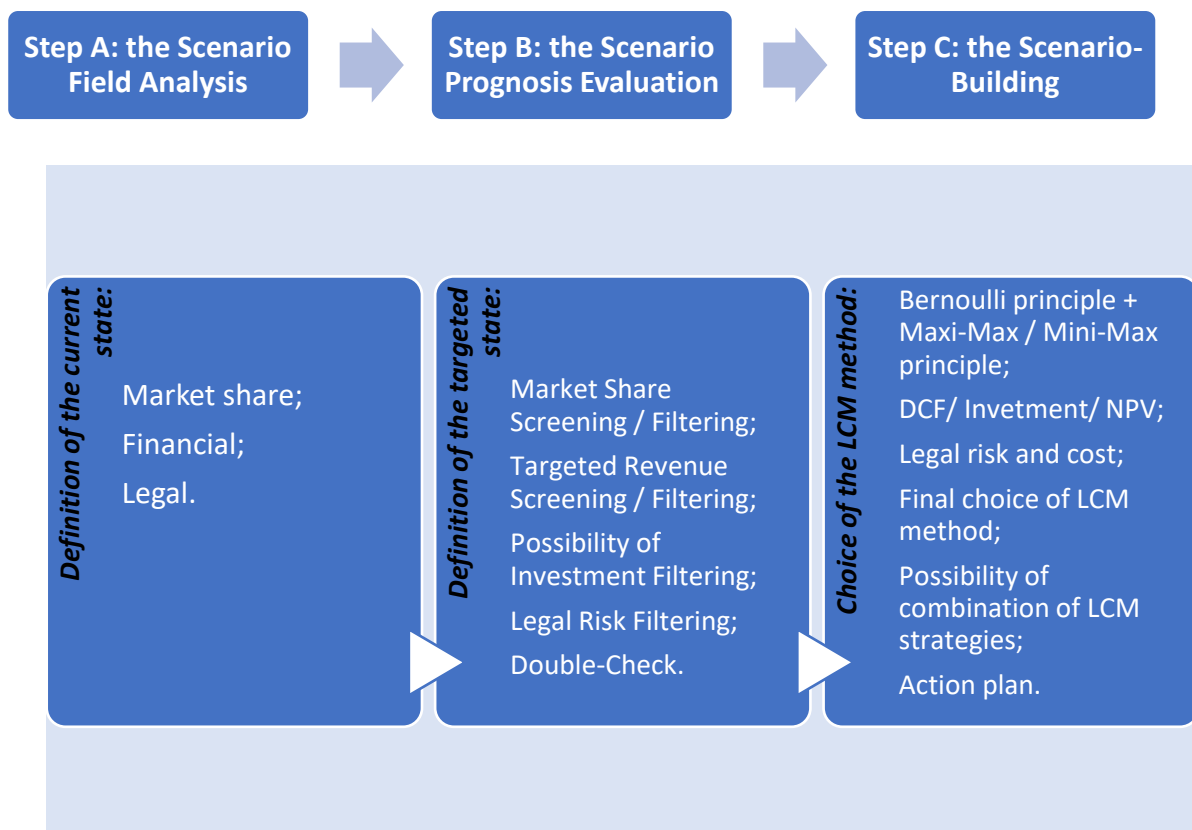 Step A: the Scenario
Field Analysis
Step B: the Scenario
Prognosis Evaluation
Step C: the Scenario-
Building
Definition of the current
state:
Market share;
Financial;
Legal.
Definition of the targeted
state:
Market Share
Screening / Filtering;
Targeted Revenue
Screening / Filtering;
Possibility of
Investment Filtering;
Legal Risk Filtering;
Double-Check.
Choice of the LCM method:
Bernoulli principle +
Maxi-Max / Mini-Max
principle;
DCF/ Invetment/ NPV;
Legal risk and cost;
Final choice of LCM
method;
Possibility of
combination of LCM
strategies;
Action plan.